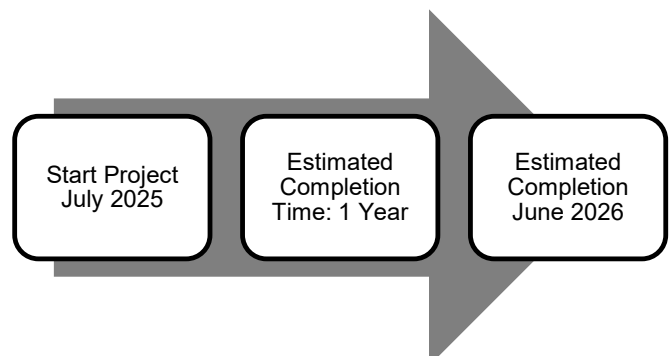 Start Project
July 2025
Estimated
Completion
Time: 1 Year
Estimated
Completion
June 2026